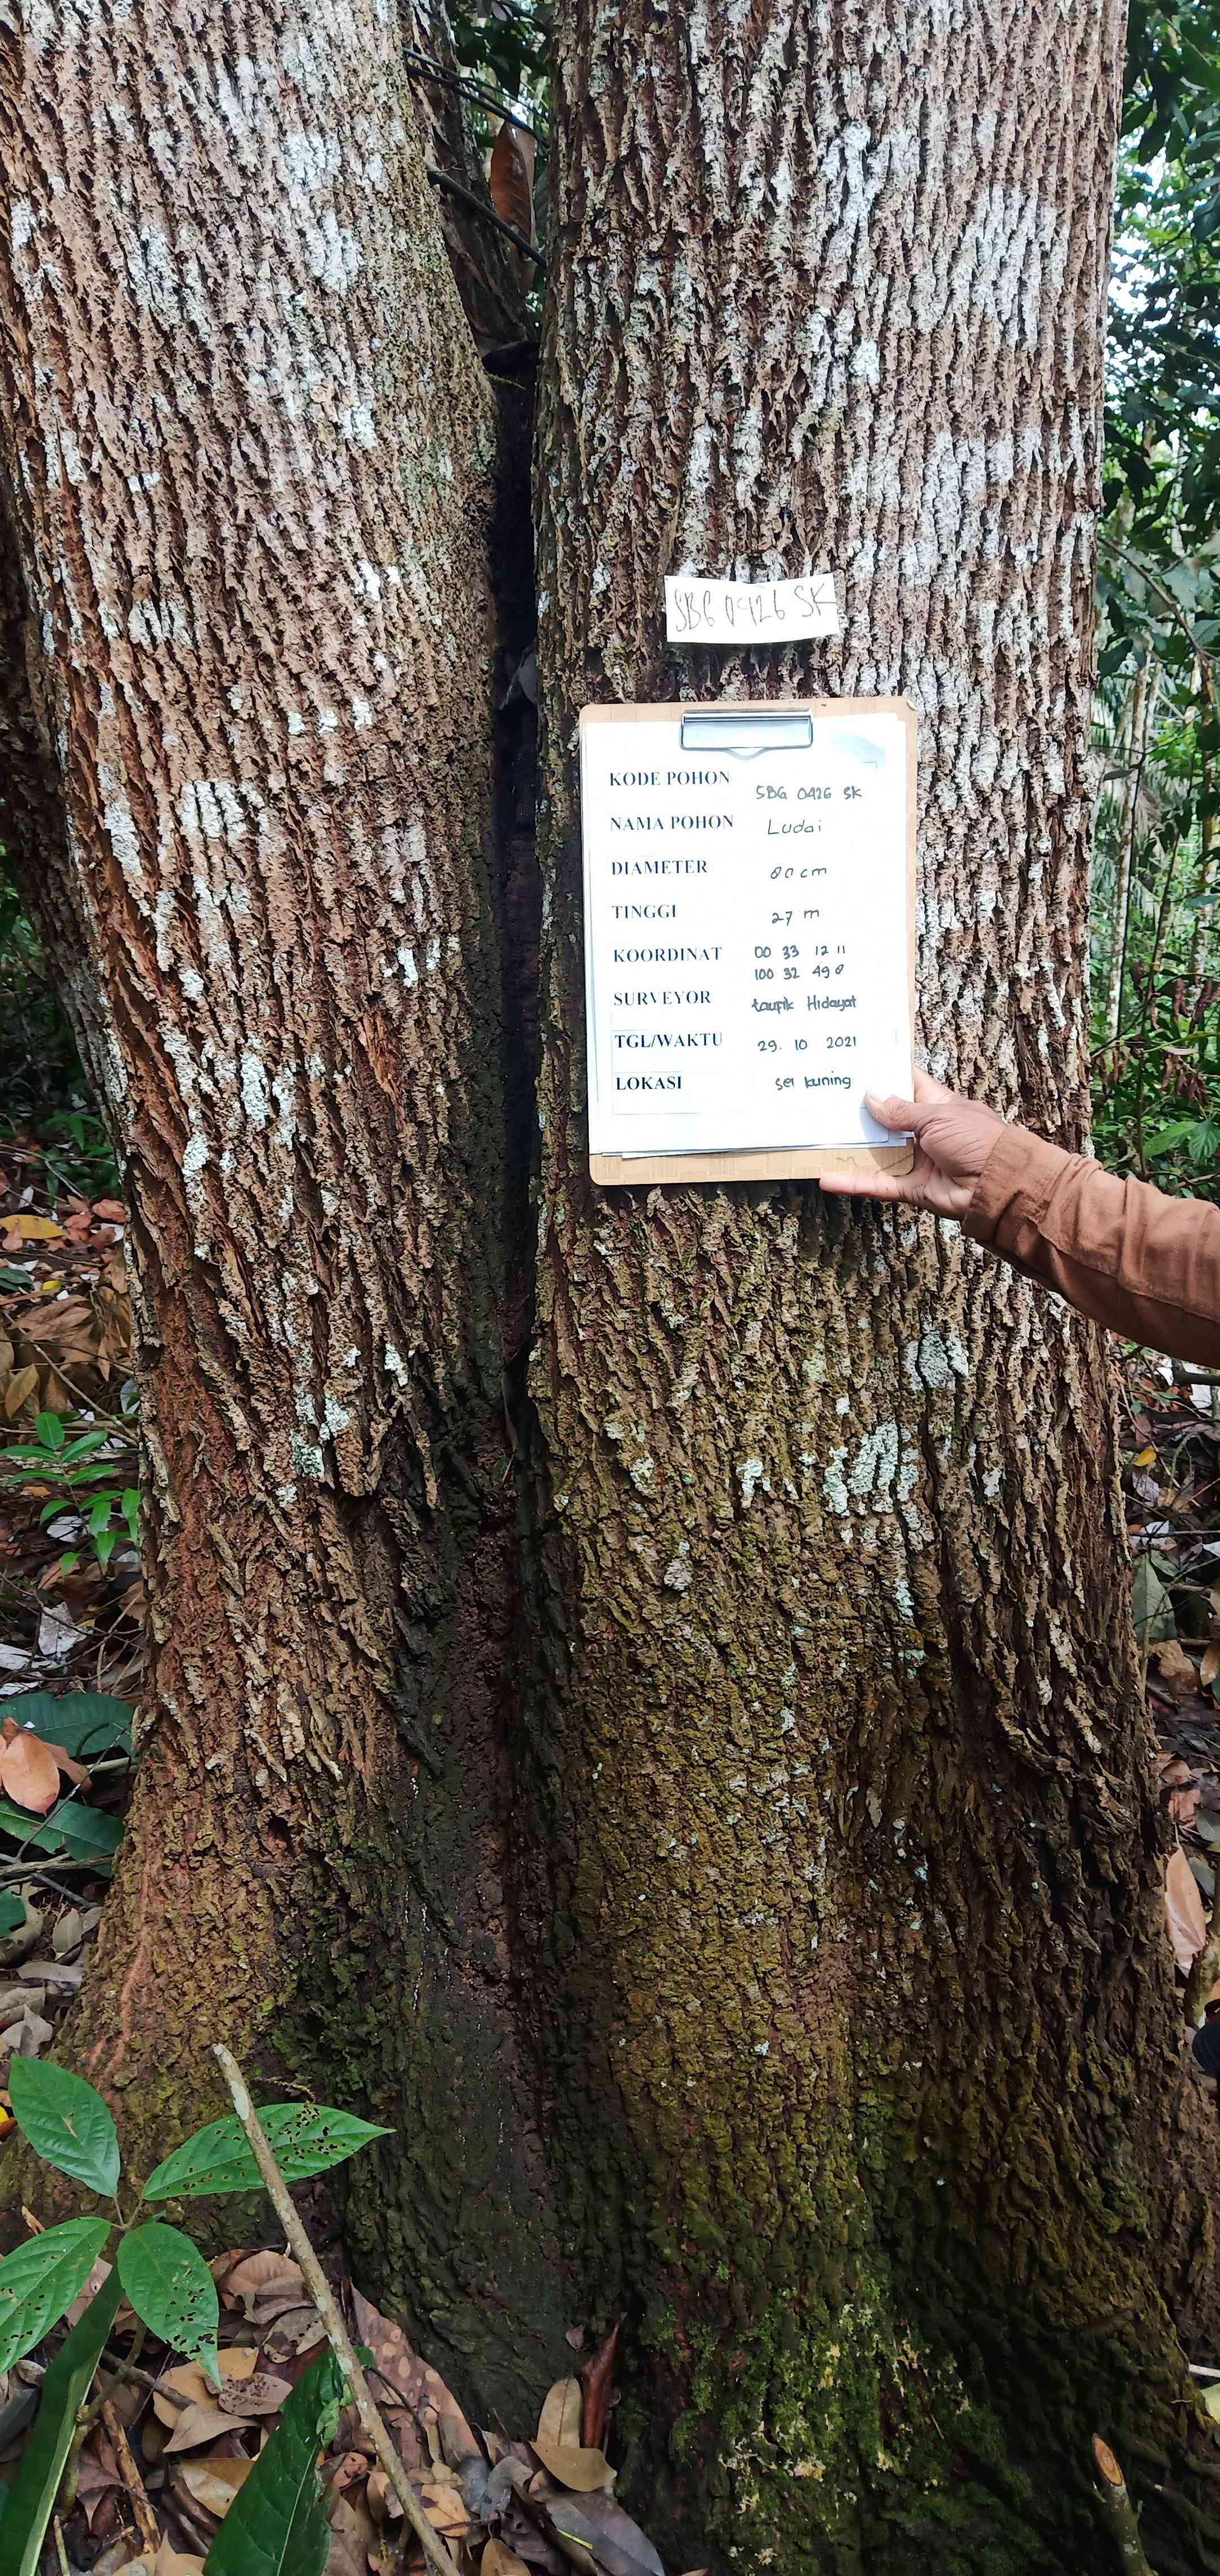 SBG 0426 SK
KODE POHON SBG 0426 SK
NAMA POHON Ludai
DIAMETER 80 cm
TINGGI 27 m
KOORDINAT 00 33 12 11
100 32 49 8
SURVEYOR taufik Hidayat
TGL/WAKTU 29. 10 2021
LOKASI sei kuning